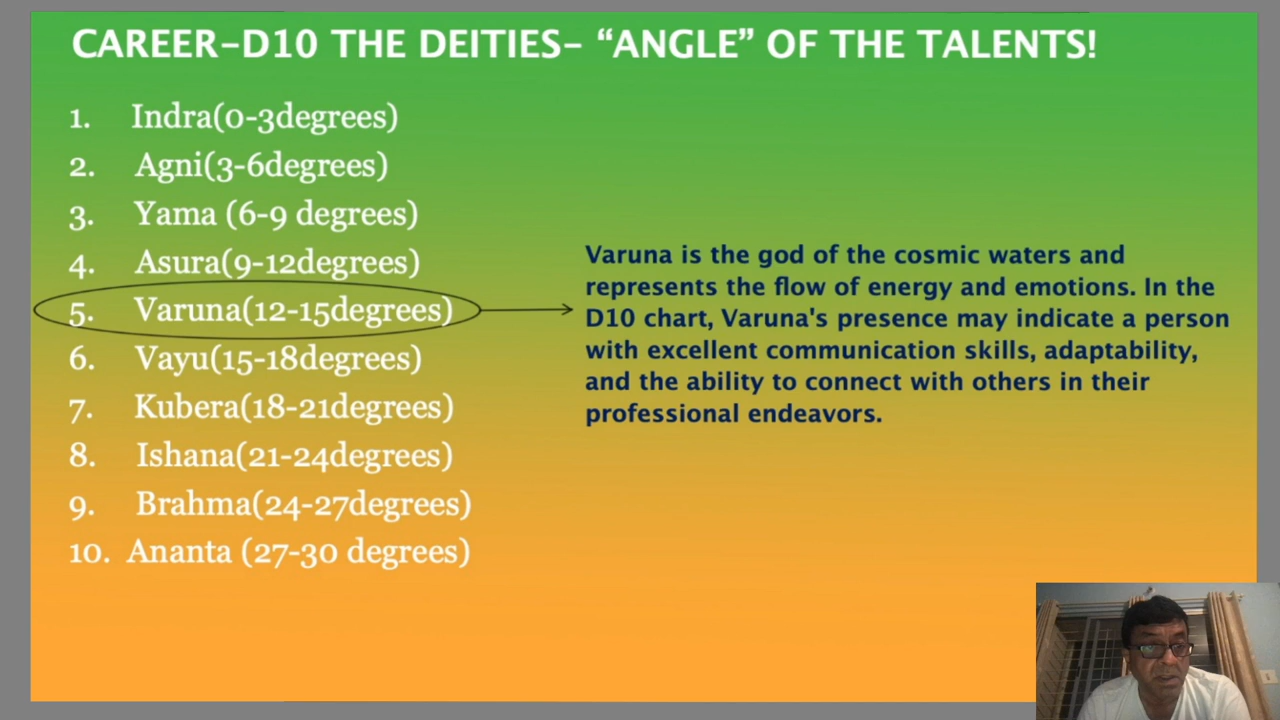 CAREER-D10 THE DEITIES- “ANGLE” OF THE TALENTS!
1. Indra(0-3degrees)
2. Agni(3-6degrees)
3. Yama (6-9 degrees)
4. Asura(9-12degrees)
5. Varuna(12-15degrees)
6. Vayu(15-18degrees)
7. Kubera(18-21degrees)
8. Ishana(21-24degrees)
9. Brahma(24-27degrees)
10. Ananta (27-30 degrees)
Varuna is the god of the cosmic waters and
represents the flow of energy and emotions. In the
D10 chart, Varuna's presence may indicate a person
with excellent communication skills, adaptability,
and the ability to connect with others in their
professional endeavors.